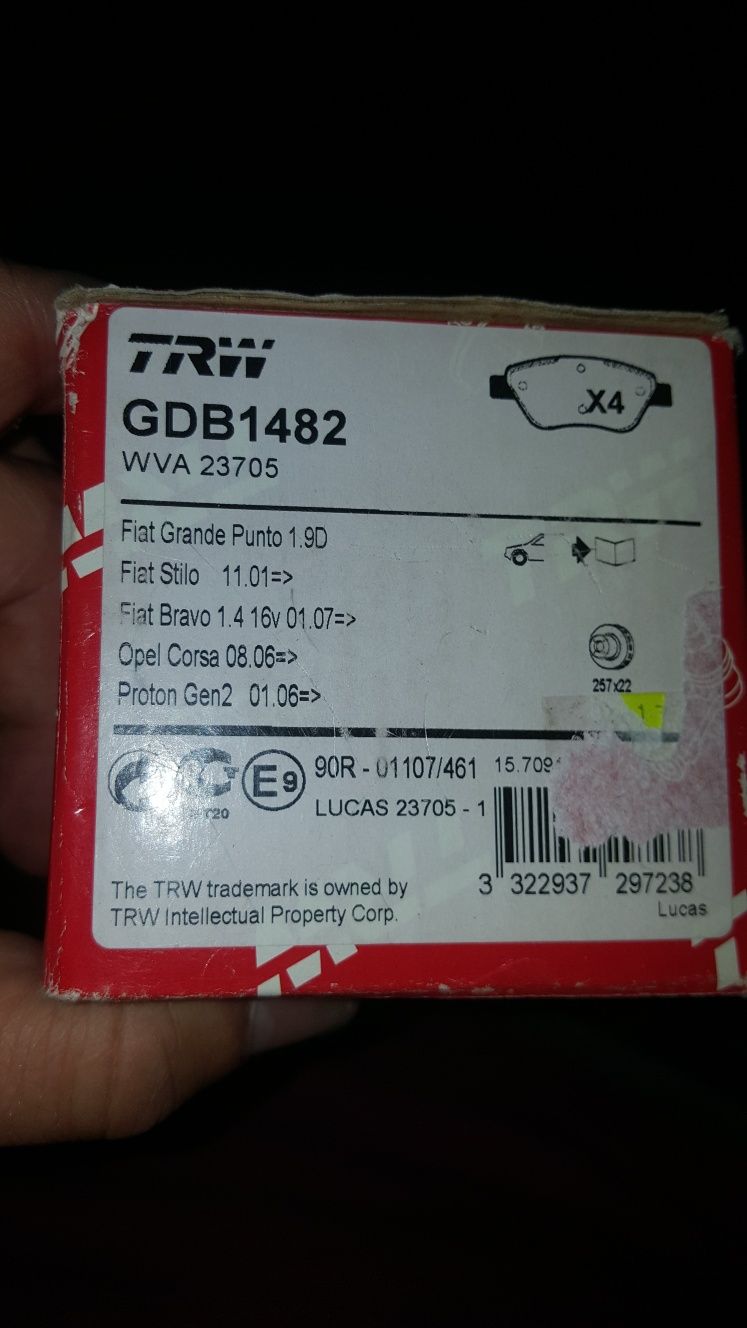 TRW
GDB1482
WVA 23705
X4
Fiat Grande Punto 1.9D
Fiat Stilo 11.01=>
Fiat Bravo 1.4 16v 01.07=>
Opel Corsa 08.06=>
Proton Gen2 01.06=>
257x22
1
E9
90R - 01107/461
LUCAS 23705 - 1
3 322937 297238
Lucas
The TRW trademark is owned by
TRW Intellectual Property Corp.